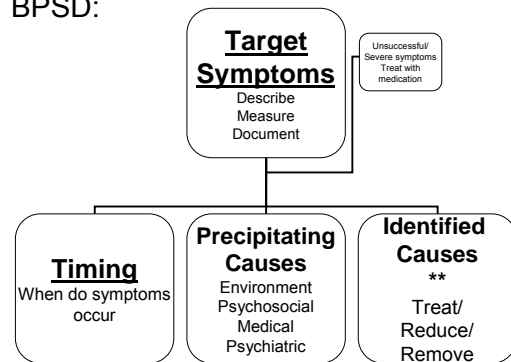 BPSD:
Target
Symptoms
Describe
Measure
Document
Unsuccessful/
Severe symptoms
Treat with
medication
Timing
When do symptoms
occur
Precipitating
Causes
Environment
Psychosocial
Medical
Psychiatric
Identified
Causes
**
Treat/
Reduce/
Remove